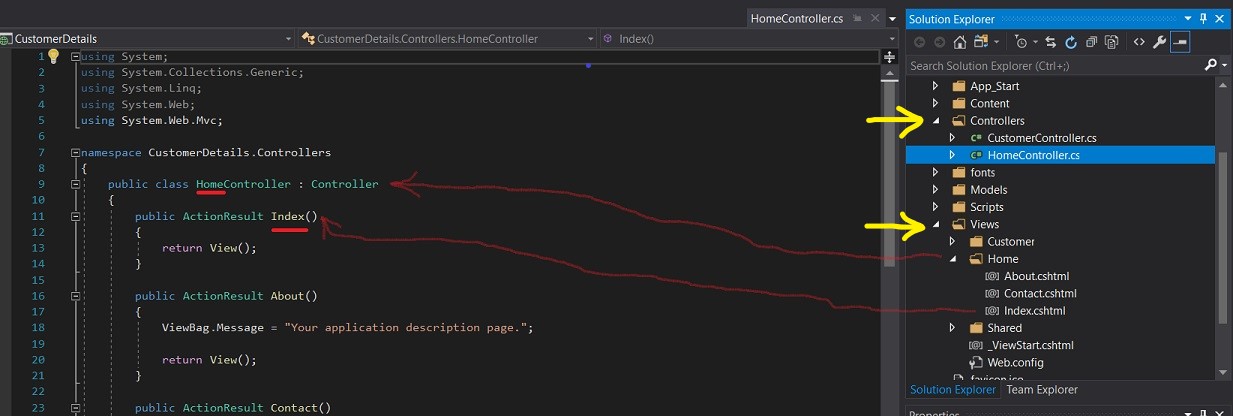 HomeController.cs
CustomerDetails
CustomerDetails.Controllers.HomeController
Index()
1 using System;
2 using System.Collections.Generic;
3 using System.Linq;
4 using System.Web;
5 using System.Web.Mvc;
6
7 namespace CustomerDetails.Controllers
8 {
9 public class HomeController : Controller
10 {
11 public ActionResult Index()
12 {
13 return View();
14 }
15
16 public ActionResult About()
17 {
18 ViewBag.Message = "Your application description page.";
19
20 return View();
21 }
22
23 public ActionResult Contact()
Solution Explorer
Search Solution Explorer (Ctrl+;)
App_Start
Content
Controllers
C# CustomerController.cs
C# HomeController.cs
fonts
Models
Scripts
Views
Customer
Home
[@] About.cshtml
[@] Contact.cshtml
[@] Index.cshtml
Shared
[@] _ViewStart.cshtml
Web.config
favicon.ico
Solution Explorer Team Explorer
Properties